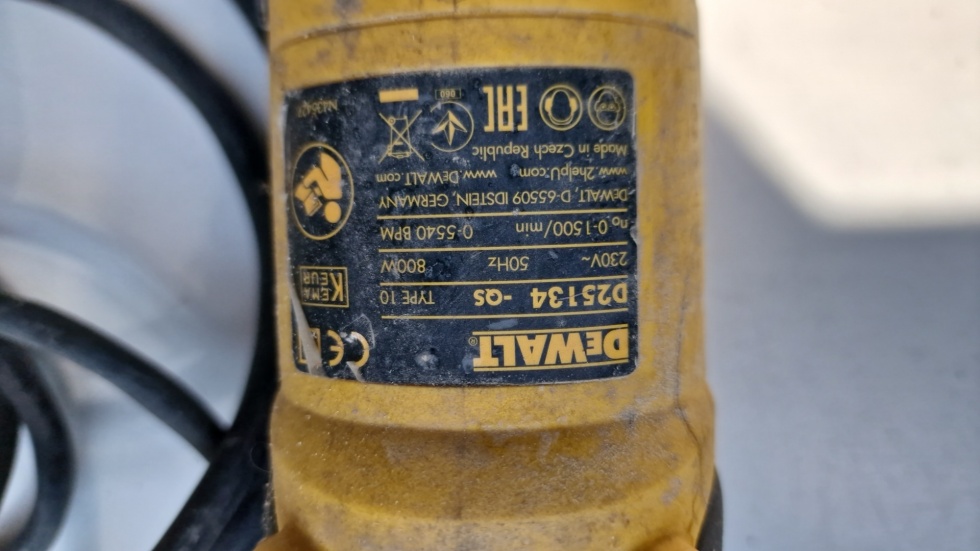 DEWALT®
CE
D25134 -QS TYPE 10
KEMA
KEUR
230V~ 50Hz 800W
n₀ 0-1500/min 0-5540 BPM
DEWALT, D-65509 IDSTEIN, GERMANY
www.2helpU.com www.DEWALT.com
Made in Czech Republic
EAC